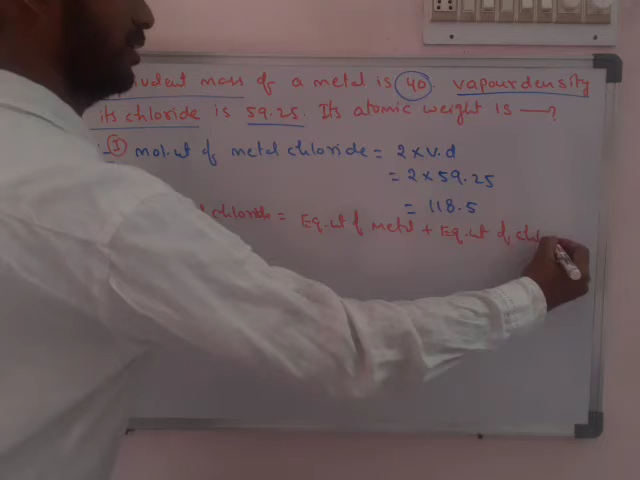 mass of a metal is 40. vapour density
its chloride is 59.25. Its atomic weight is — ?
I mol.wt of metal chloride = 2 x v.d
= 2 x 59.25
= 118.5
chloride = Eq.wt of metal + Eq.wt of chl